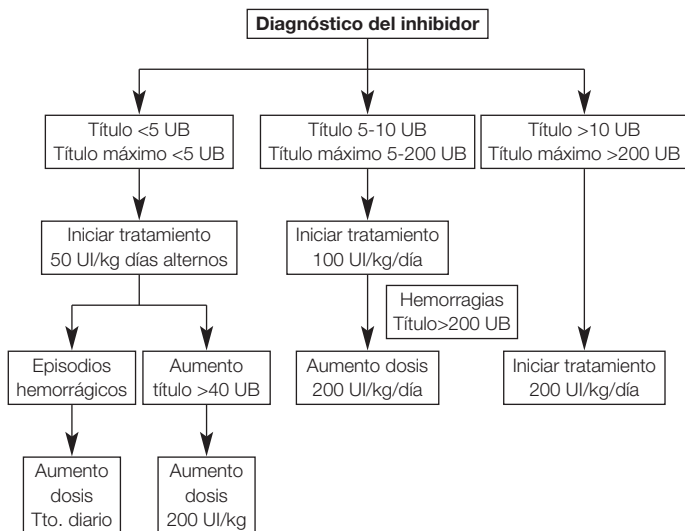 Diagnóstico del inhibidor
Título <5 UB
Título máximo <5 UB
Título 5-10 UB
Título máximo 5-200 UB
Título >10 UB
Título máximo >200 UB
Iniciar tratamiento
50 UI/kg días alternos
Iniciar tratamiento
100 UI/kg/día
Hemorragias
Título>200 UB
Episodios
hemorrágicos
Aumento
título >40 UB
Aumento dosis
200 UI/kg/día
Iniciar tratamiento
200 UI/kg/día
Aumento
dosis
Tto. diario
Aumento
dosis
200 UI/kg